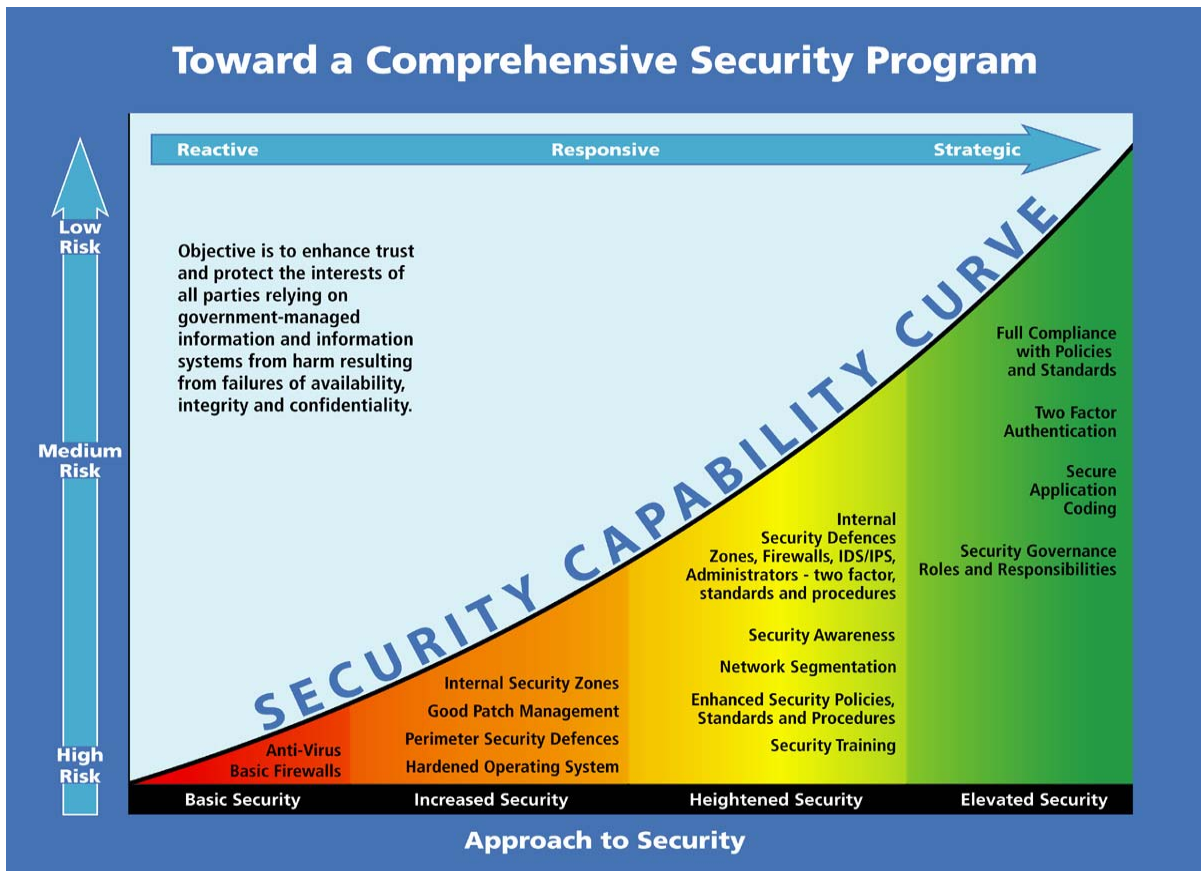 Toward a Comprehensive Security Program
Reactive
Responsive
Strategic
Low
Risk
Medium
Risk
High
Risk
Objective is to enhance trust
and protect the interests of
all parties relying on
government-managed
information and information
systems from harm resulting
from failures of availability,
integrity and confidentiality.
SECURITY CAPABILITY CURVE
Anti-Virus
Basic Firewalls
Internal Security Zones
Good Patch Management
Perimeter Security Defences
Hardened Operating System
Internal
Security Defences
Zones, Firewalls, IDS/IPS,
Administrators - two factor,
standards and procedures
Security Awareness
Network Segmentation
Enhanced Security Policies,
Standards and Procedures
Security Training
Full Compliance
with Policies
and Standards
Two Factor
Authentication
Secure
Application
Coding
Security Governance
Roles and Responsibilities
Basic Security
Increased Security
Heightened Security
Elevated Security
Approach to Security